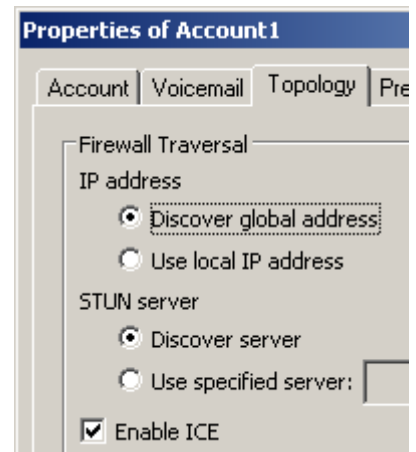 Properties of Account1
Account Voicemail Topology Pre
Firewall Traversal
IP address
Discover global address
Use local IP address
STUN server
Discover server
Use specified server:
Enable ICE